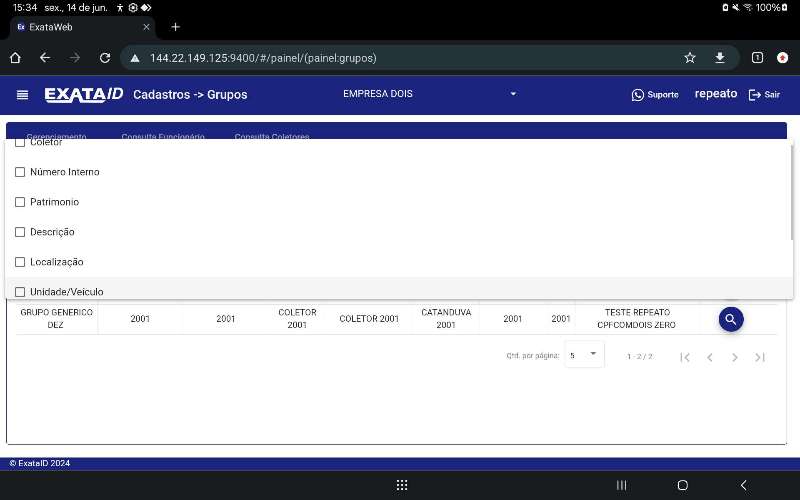 15:34 sex., 14 de jun. 100%
Ex ExataWeb
144.22.149.125:9400/#/painel/(painel:grupos) 1
EXATAID Cadastros -> Grupos EMPRESA DOIS Suporte repeato Sair
Gerenciamento Consulta Funcionário Consulta Coletores
Coletor
Número Interno
Patrimonio
Descrição
Localização
Unidade/Veículo
GRUPO GENERICO DEZ 2001 2001 COLETOR 2001 COLETOR 2001 CATANDUVA 2001 2001 2001 TESTE REPEATO CPFCOMDOIS ZERO
Qtd. por página: 5 1 - 2 / 2
© ExataID 2024